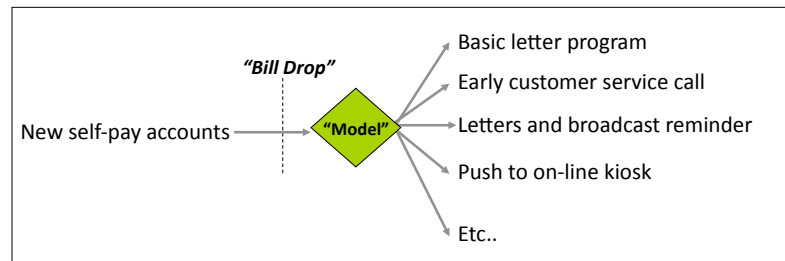 Basic letter program
“Bill Drop”
Early customer service call
New self-pay accounts
“Model”
Letters and broadcast reminder
Push to on-line kiosk
Etc..